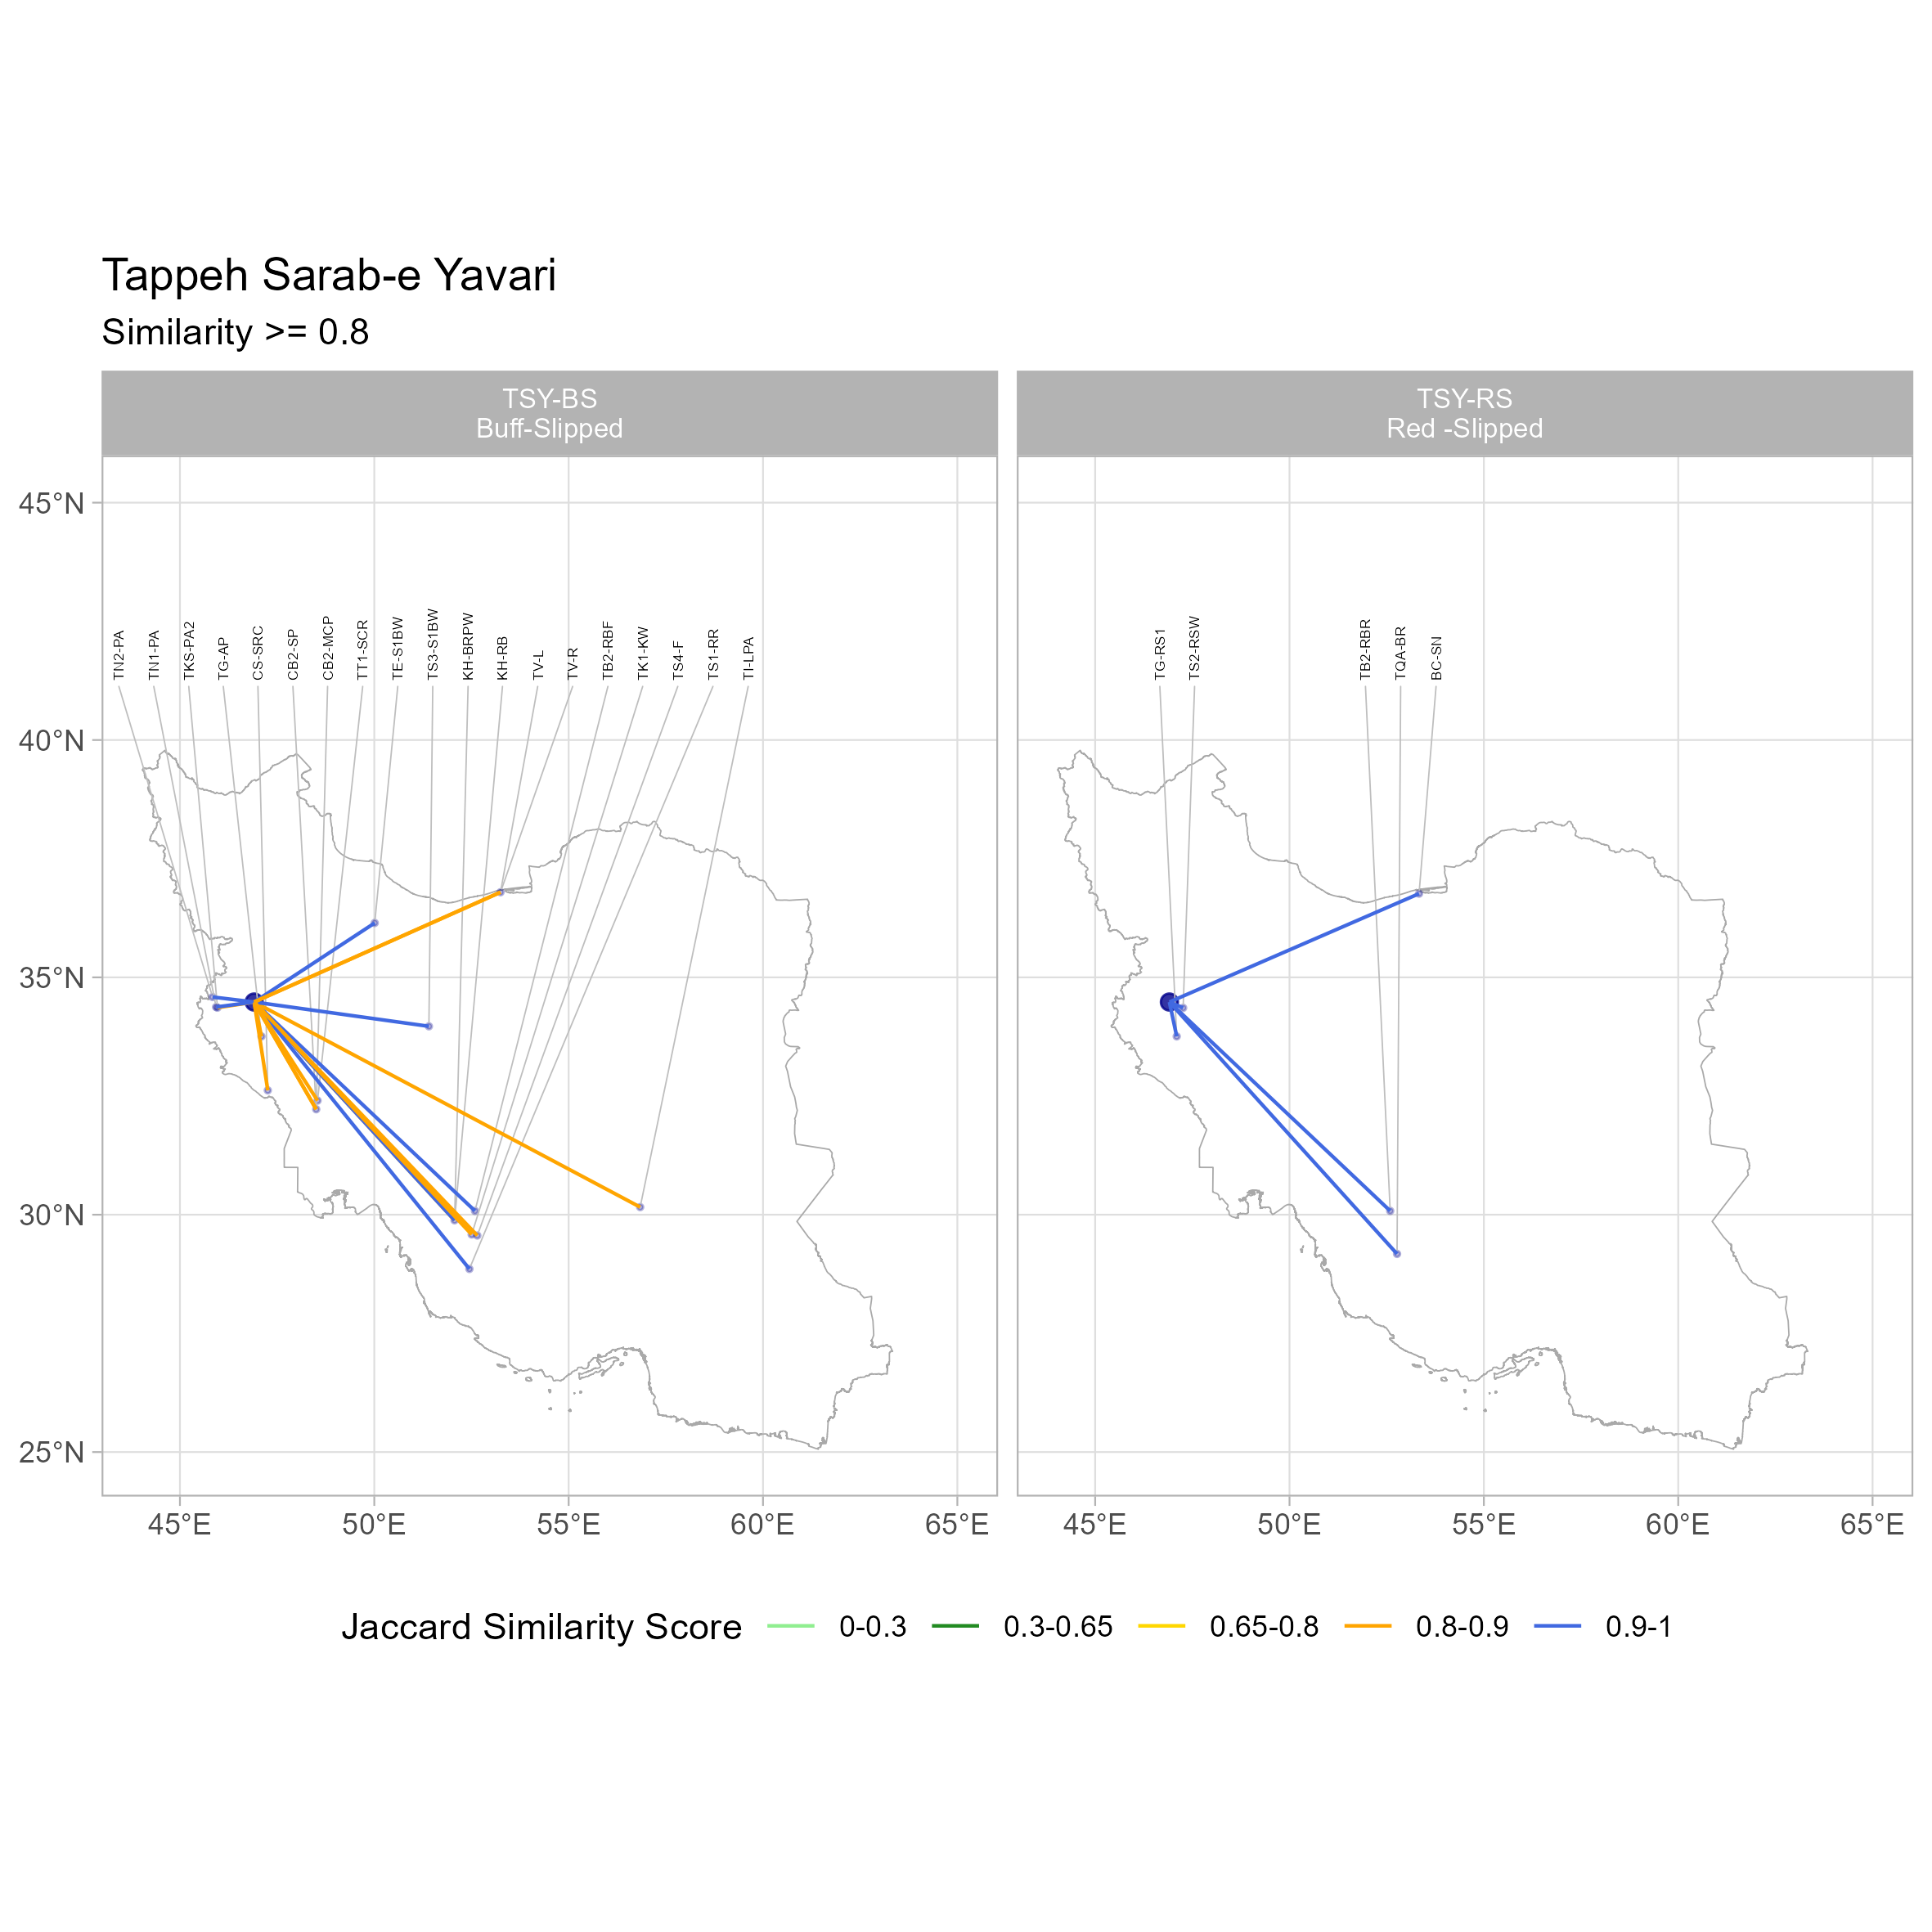 Tappeh Sarab-e Yavari
Similarity >= 0.8
TSY-BS
Buff-Slipped
TSY-RS
Red -Slipped
45°N
40°N
35°N
30°N
25°N
TN2-PA
TN1-PA
TKS-PA2
TG-AP
CS-SRC
CB2-SP
CB2-MCP
TT1-SCR
TE-S1BW
TS3-S1BW
KH-BRPW
KH-RB
TV-L
TV-R
TB2-RBF
TK1-KW
TS4-F
TS1-RR
TI-LPA
TG-RS1
TS2-RSW
TB2-RBR
TQA-BR
BC-SN
45°E 50°E 55°E 60°E 65°E
45°E 50°E 55°E 60°E 65°E
Jaccard Similarity Score 0-0.3 0.3-0.65 0.65-0.8 0.8-0.9 0.9-1